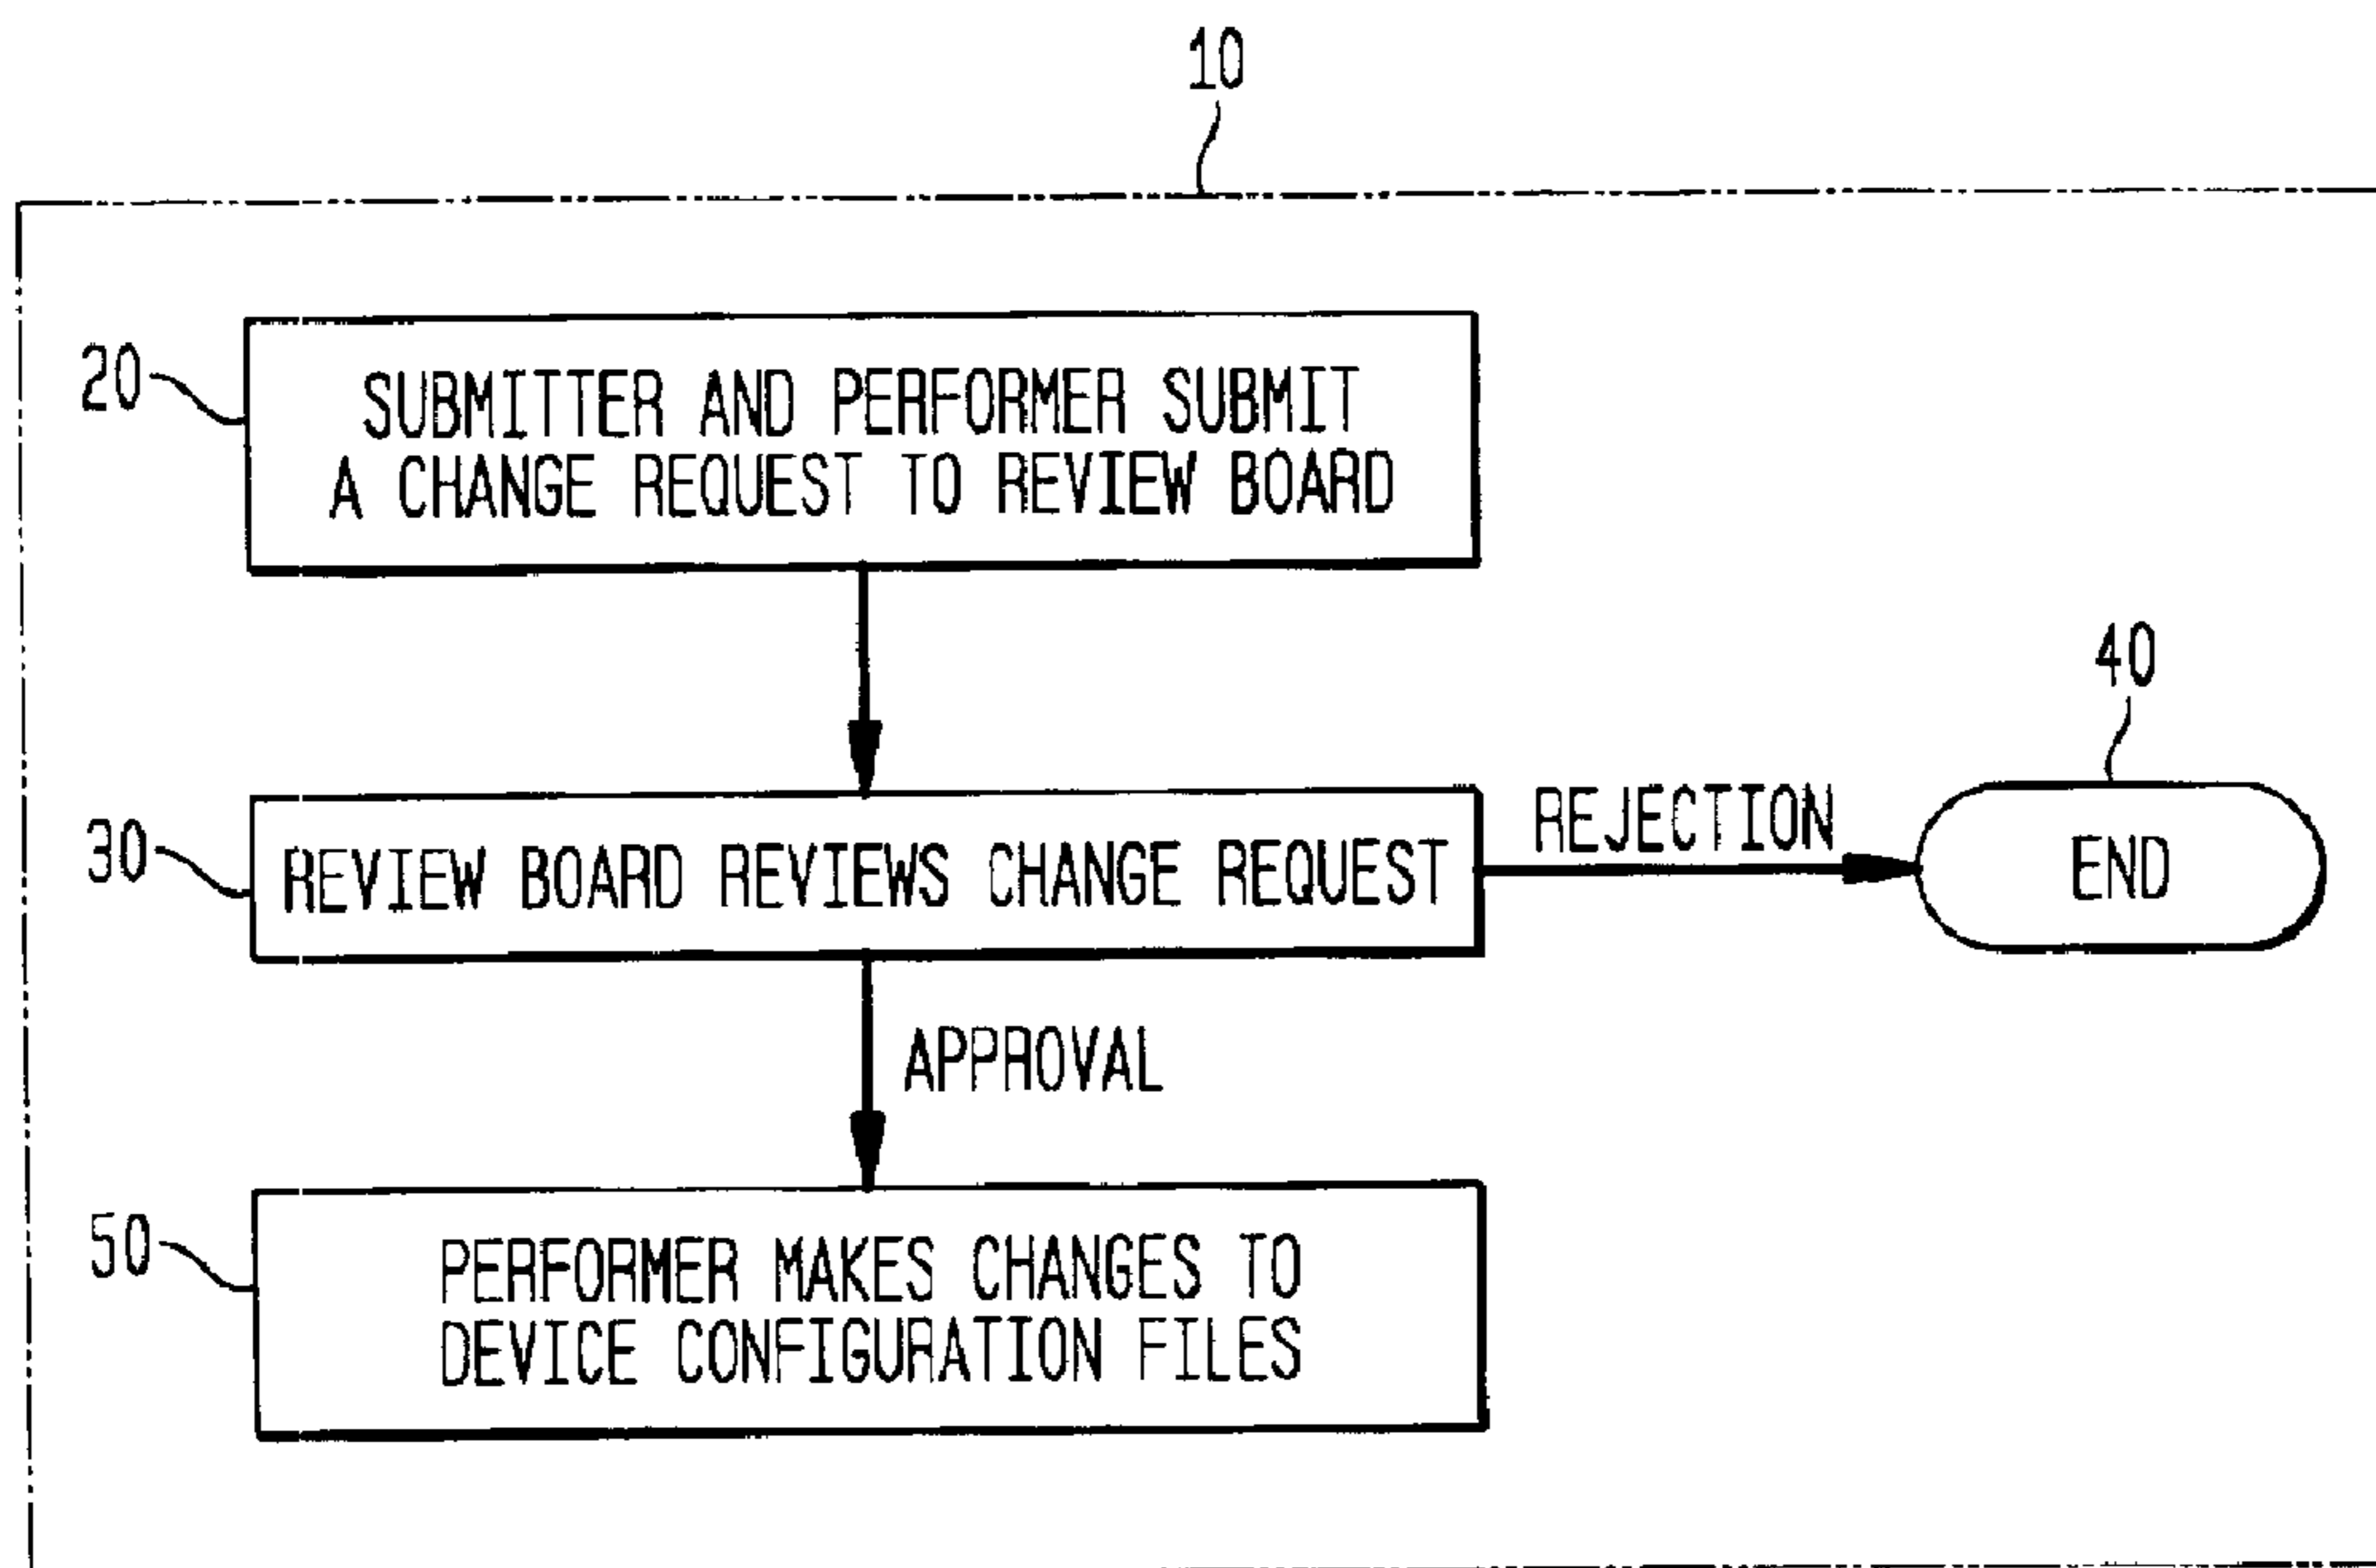 10
20
SUBMITTER AND PERFORMER SUBMIT
A CHANGE REQUEST TO REVIEW BOARD
40
30
REVIEW BOARD REVIEWS CHANGE REQUEST
REJECTION
END
APPROVAL
50
PERFORMER MAKES CHANGES TO
DEVICE CONFIGURATION FILES